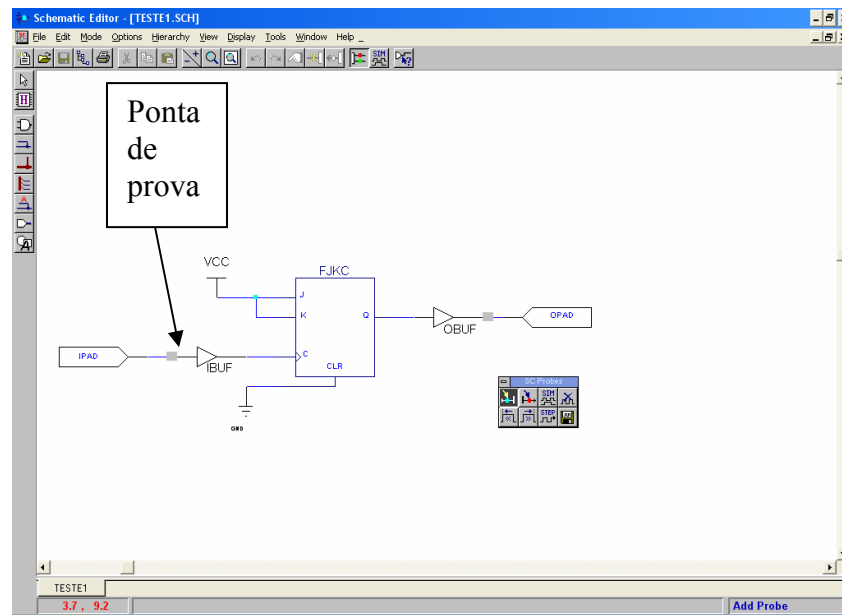 Schematic Editor - [TESTE1.SCH]
File Edit Mode Options Hierarchy View Display Tools Window Help _
SIM
H
A
A
Ponta
de
prova
VCC
FJKC
J
K
Q
C
CLR
IPAD
IBUF
OBUF
OPAD
GND
SC Probes
SIM
STEP
TESTE1
3.7 , 9.2
Add Probe